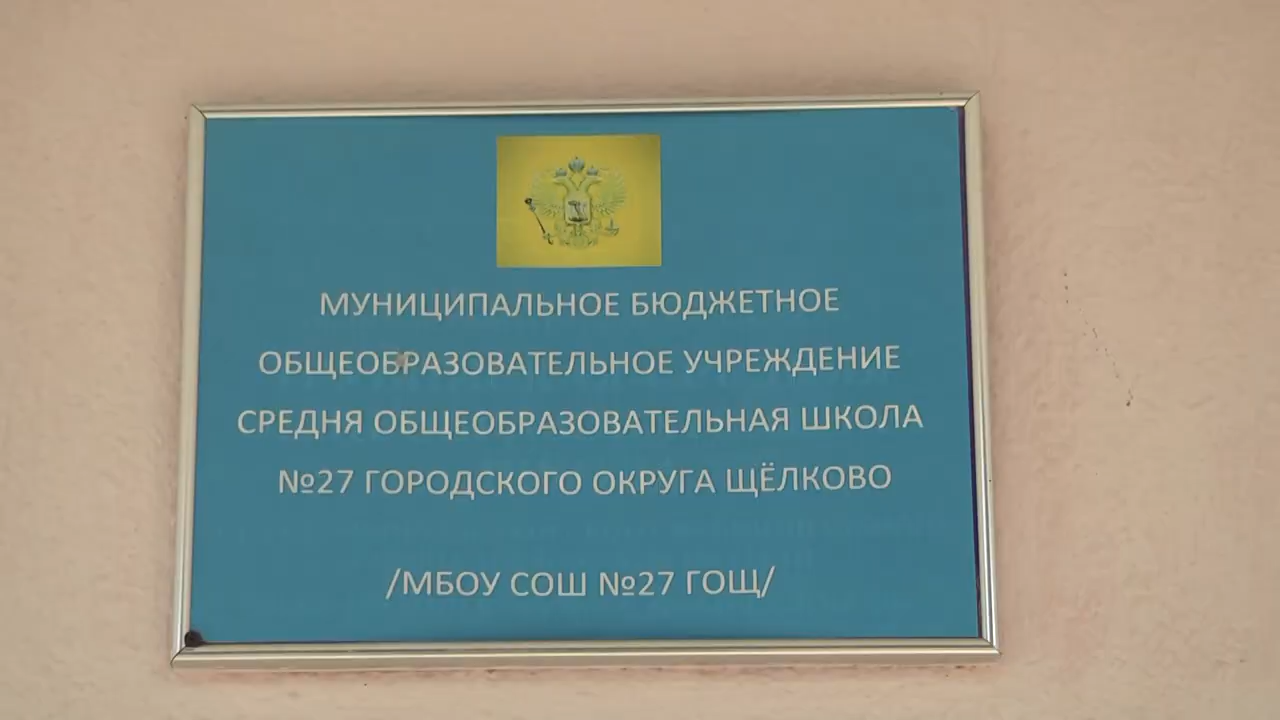 МУНИЦИПАЛЬНОЕ БЮДЖЕТНОЕ
ОБЩЕОБРАЗОВАТЕЛЬНОЕ УЧРЕЖДЕНИЕ
СРЕДНЯ ОБЩЕОБРАЗОВАТЕЛЬНАЯ ШКОЛА
№27 ГОРОДСКОГО ОКРУГА ЩЁЛКОВО
/МБОУ СОШ №27 ГОЩ/